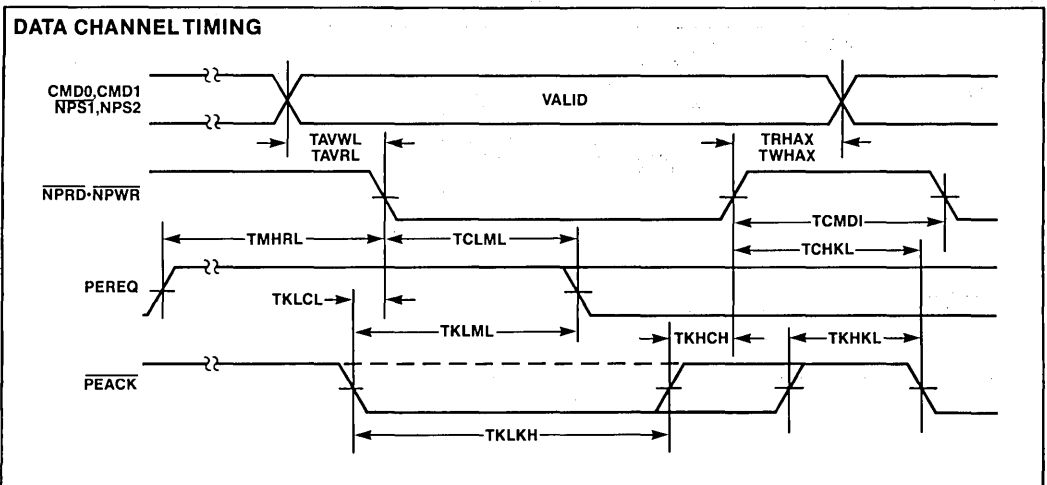 DATA CHANNEL TIMING
CMD0,CMD1
NPS1,NPS2
VALID
TAVWL
TAVRL
TRHAX
TWHAX
NPRD•NPWR
TCMDI
TMHRL
TCLML
TCHKL
PEREQ
TKLCL
TKLML
TKHCH
TKHKL
PEACK
TKLKH